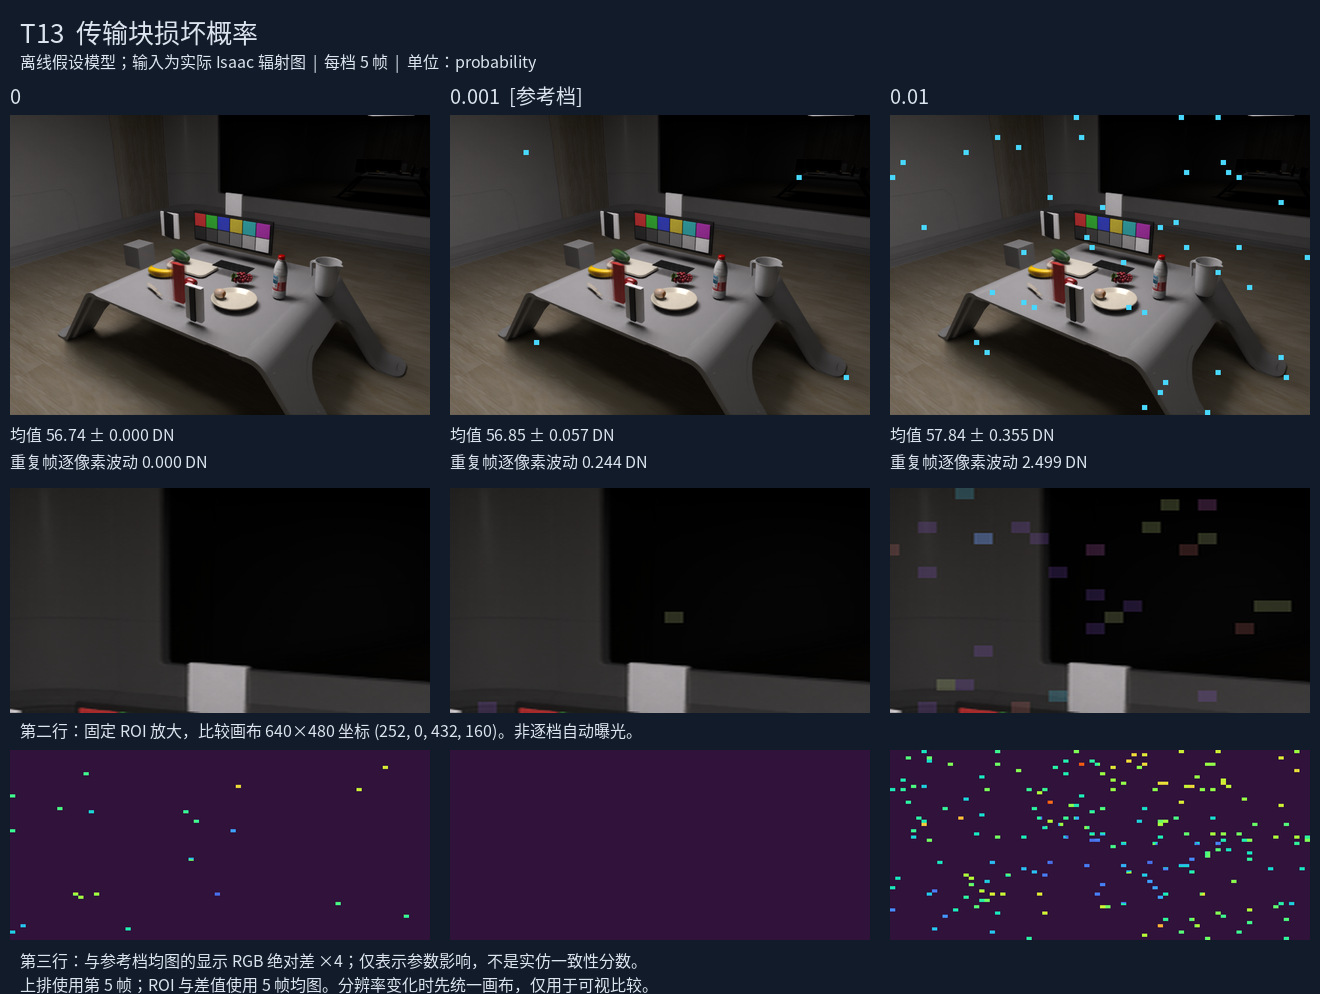 T13 传输块损坏概率
离线假设模型；输入为实际 Isaac 辐射图 | 每档 5 帧 | 单位：probability
0
0.001 [参考档]
0.01
均值 56.74 ± 0.000 DN
重复帧逐像素波动 0.000 DN
均值 56.85 ± 0.057 DN
重复帧逐像素波动 0.244 DN
均值 57.84 ± 0.355 DN
重复帧逐像素波动 2.499 DN
第二行：固定 ROI 放大，比较画布 640×480 坐标 (252, 0, 432, 160)。非逐档自动曝光。
第三行：与参考档均图的显示 RGB 绝对差 ×4；仅表示参数影响，不是实仿一致性分数。
上排使用第 5 帧；ROI 与差值使用 5 帧均图。分辨率变化时先统一画布，仅用于可视比较。